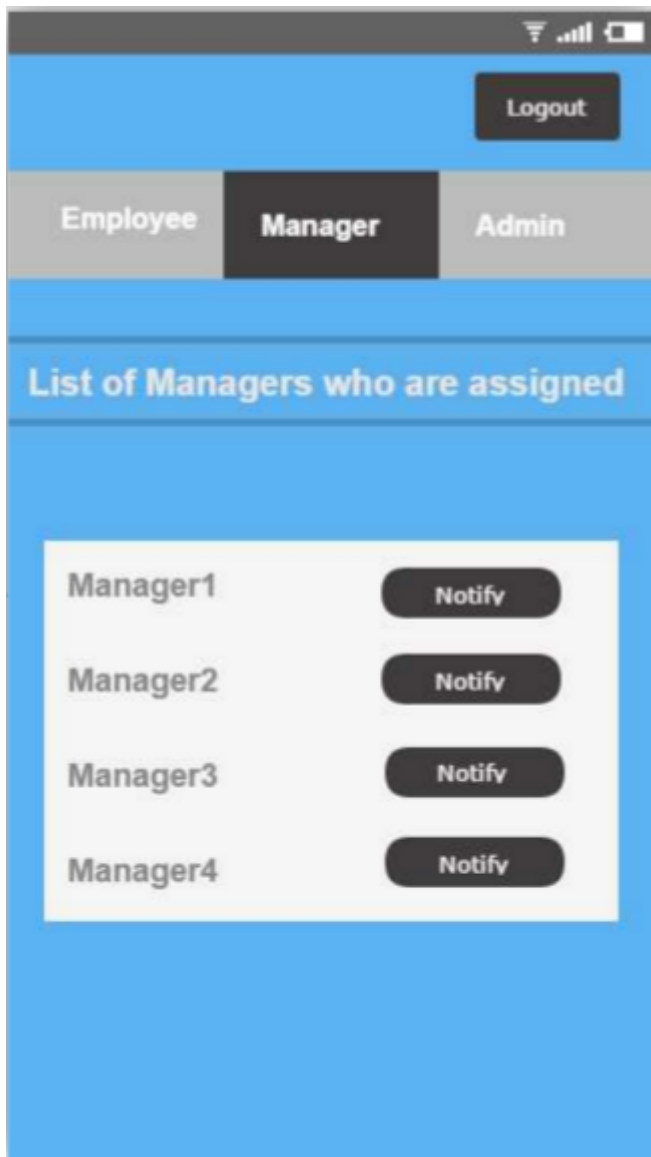 Logout
Employee Manager Admin
List of Managers who are assigned
Manager1 Notify
Manager2 Notify
Manager3 Notify
Manager4 Notify